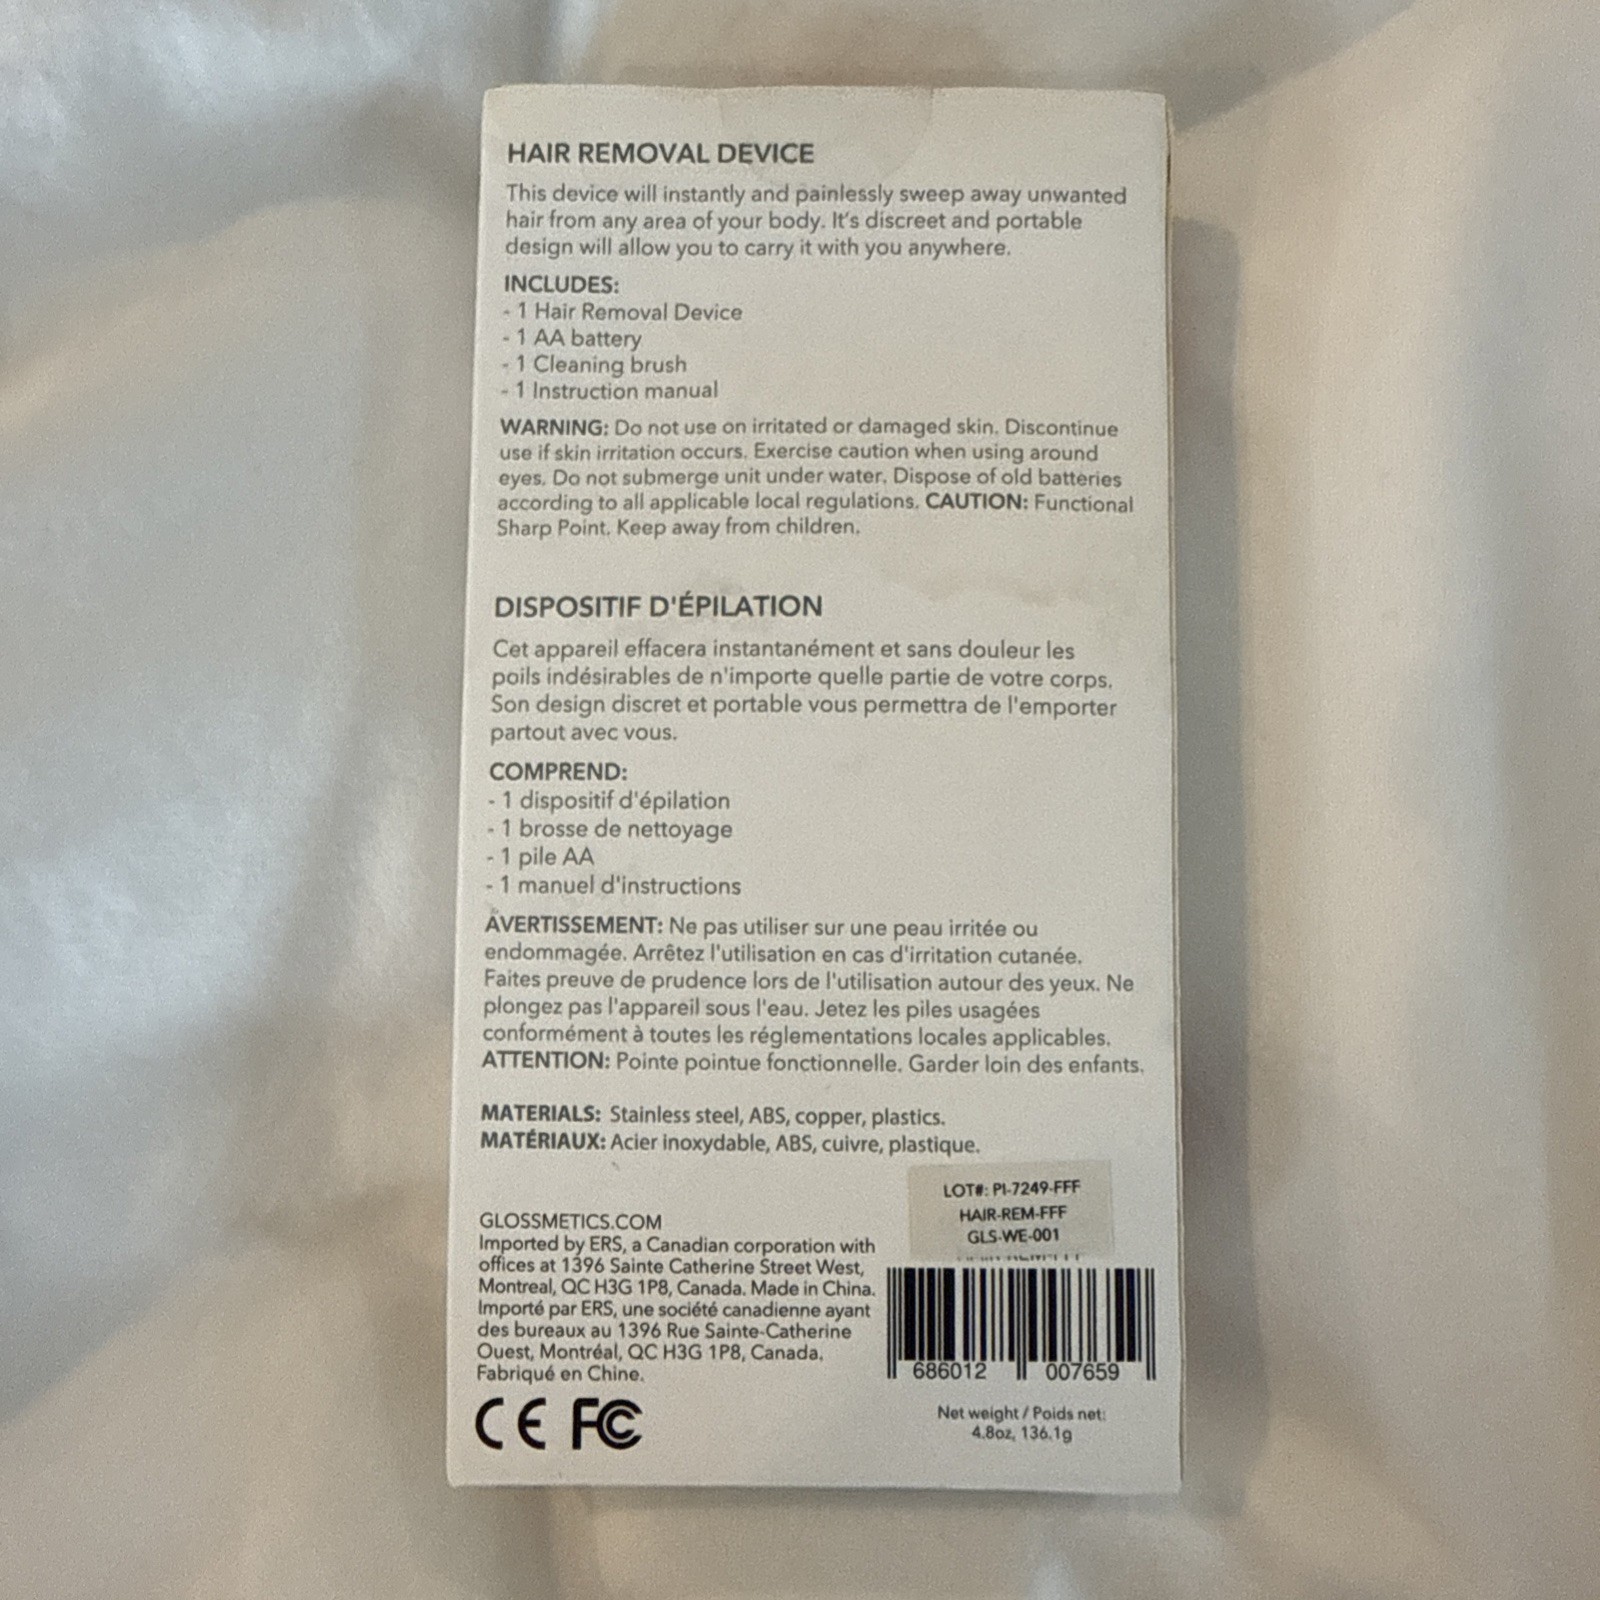 HAIR REMOVAL DEVICE
This device will instantly and painlessly sweep away unwanted
hair from any area of your body. It's discreet and portable
design will allow you to carry it with you anywhere.
INCLUDES:
- 1 Hair Removal Device
- 1 AA battery
- 1 Cleaning brush
- 1 Instruction manual
WARNING: Do not use on irritated or damaged skin. Discontinue
use if skin irritation occurs. Exercise caution when using around
eyes. Do not submerge unit under water. Dispose of old batteries
according to all applicable local regulations. CAUTION: Functional
Sharp Point. Keep away from children.
DISPOSITIF D'ÉPILATION
Cet appareil effacera instantanément et sans douleur les
poils indésirables de n'importe quelle partie de votre corps.
Son design discret et portable vous permettra de l'emporter
partout avec vous.
COMPREND:
- 1 dispositif d'épilation
- 1 brosse de nettoyage
- 1 pile AA
- 1 manuel d'instructions
AVERTISSEMENT: Ne pas utiliser sur une peau irritée ou
endommagée. Arrêtez l'utilisation en cas d'irritation cutanée.
Faites preuve de prudence lors de l'utilisation autour des yeux. Ne
plongez pas l'appareil sous l'eau. Jetez les piles usagées
conformément à toutes les réglementations locales applicables.
ATTENTION: Pointe pointue fonctionnelle. Garder loin des enfants.
MATERIALS: Stainless steel, ABS, copper, plastics.
MATÉRIAUX: Acier inoxydable, ABS, cuivre, plastique.
LOT#: PI-7249-FFF
HAIR-REM-FFF
GLS-WE-001
GLOSSMETICS.COM
Imported by ERS, a Canadian corporation with
offices at 1396 Sainte Catherine Street West,
Montreal, QC H3G 1P8, Canada. Made in China.
Importé par ERS, une société canadienne ayant
des bureaux au 1396 Rue Sainte-Catherine
Ouest, Montréal, QC H3G 1P8, Canada.
Fabriqué en Chine.
686012 007659
CE FC
Net weight / Poids net:
4.8oz, 136.1g